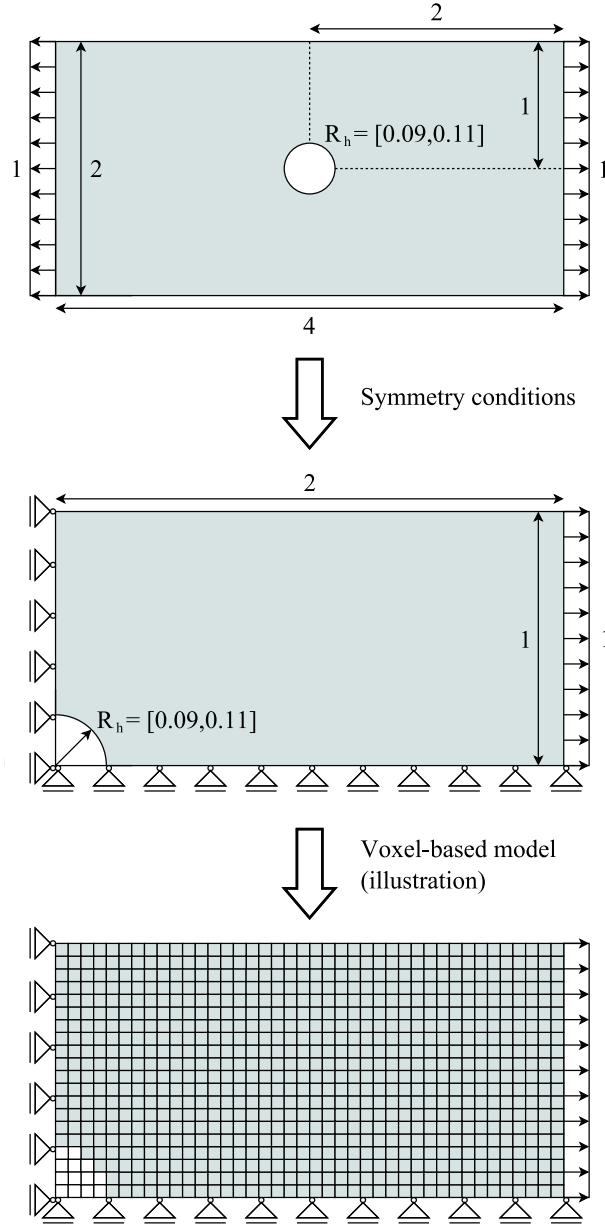 2
1
R_h = [0.09,0.11]
1
2
1
4
Symmetry conditions
2
1
1
R_h = [0.09,0.11]
Voxel-based model
(illustration)